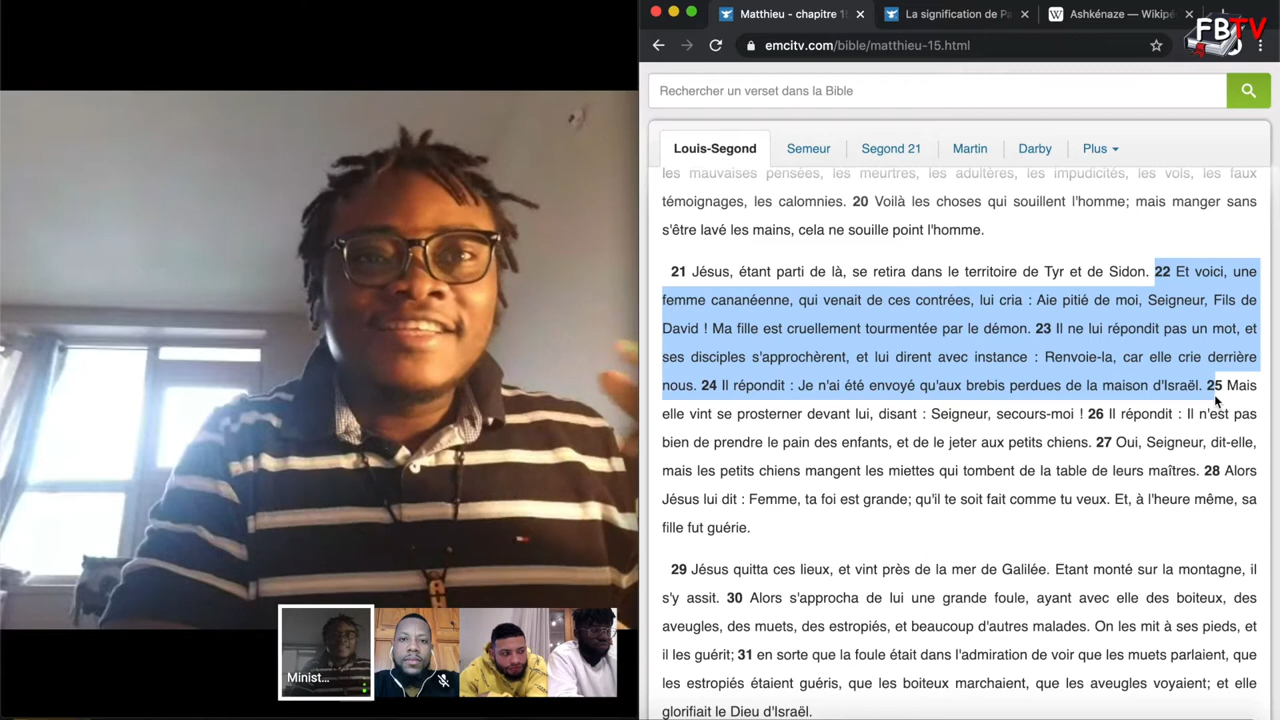 Matthieu - chapitre 1
La signification de P
Ashkénaze — Wikip
FBTV
emcitv.com/bible/matthieu-15.html
Rechercher un verset dans la Bible
Louis-Segond
Semeur
Segond 21
Martin
Darby
Plus
les mauvaises pensées, les meurtres, les adultères, les impudicités, les vols, les faux
témoignages, les calomnies. 20 Voilà les choses qui souillent l'homme; mais manger sans
s'être lavé les mains, cela ne souille point l'homme.
21 Jésus, étant parti de là, se retira dans le territoire de Tyr et de Sidon. 22 Et voici, une
femme cananéenne, qui venait de ces contrées, lui cria : Aie pitié de moi, Seigneur, Fils de
David ! Ma fille est cruellement tourmentée par le démon. 23 Il ne lui répondit pas un mot, et
ses disciples s'approchèrent, et lui dirent avec instance : Renvoie-la, car elle crie derrière
nous. 24 Il répondit : Je n'ai été envoyé qu'aux brebis perdues de la maison d'Israël. 25 Mais
elle vint se prosterner devant lui, disant : Seigneur, secours-moi ! 26 Il répondit : Il n'est pas
bien de prendre le pain des enfants, et de le jeter aux petits chiens. 27 Oui, Seigneur, dit-elle,
mais les petits chiens mangent les miettes qui tombent de la table de leurs maîtres. 28 Alors
Jésus lui dit : Femme, ta foi est grande; qu'il te soit fait comme tu veux. Et, à l'heure même, sa
fille fut guérie.
29 Jésus quitta ces lieux, et vint près de la mer de Galilée. Etant monté sur la montagne, il
s'y assit. 30 Alors s'approcha de lui une grande foule, ayant avec elle des boiteux, des
aveugles, des muets, des estropiés, et beaucoup d'autres malades. On les mit à ses pieds, et
il les guérit; 31 en sorte que la foule était dans l'admiration de voir que les muets parlaient, que
les estropiés étaient guéris, que les boiteux marchaient, que les aveugles voyaient; et elle
glorifiait le Dieu d'Israël.
Minist...